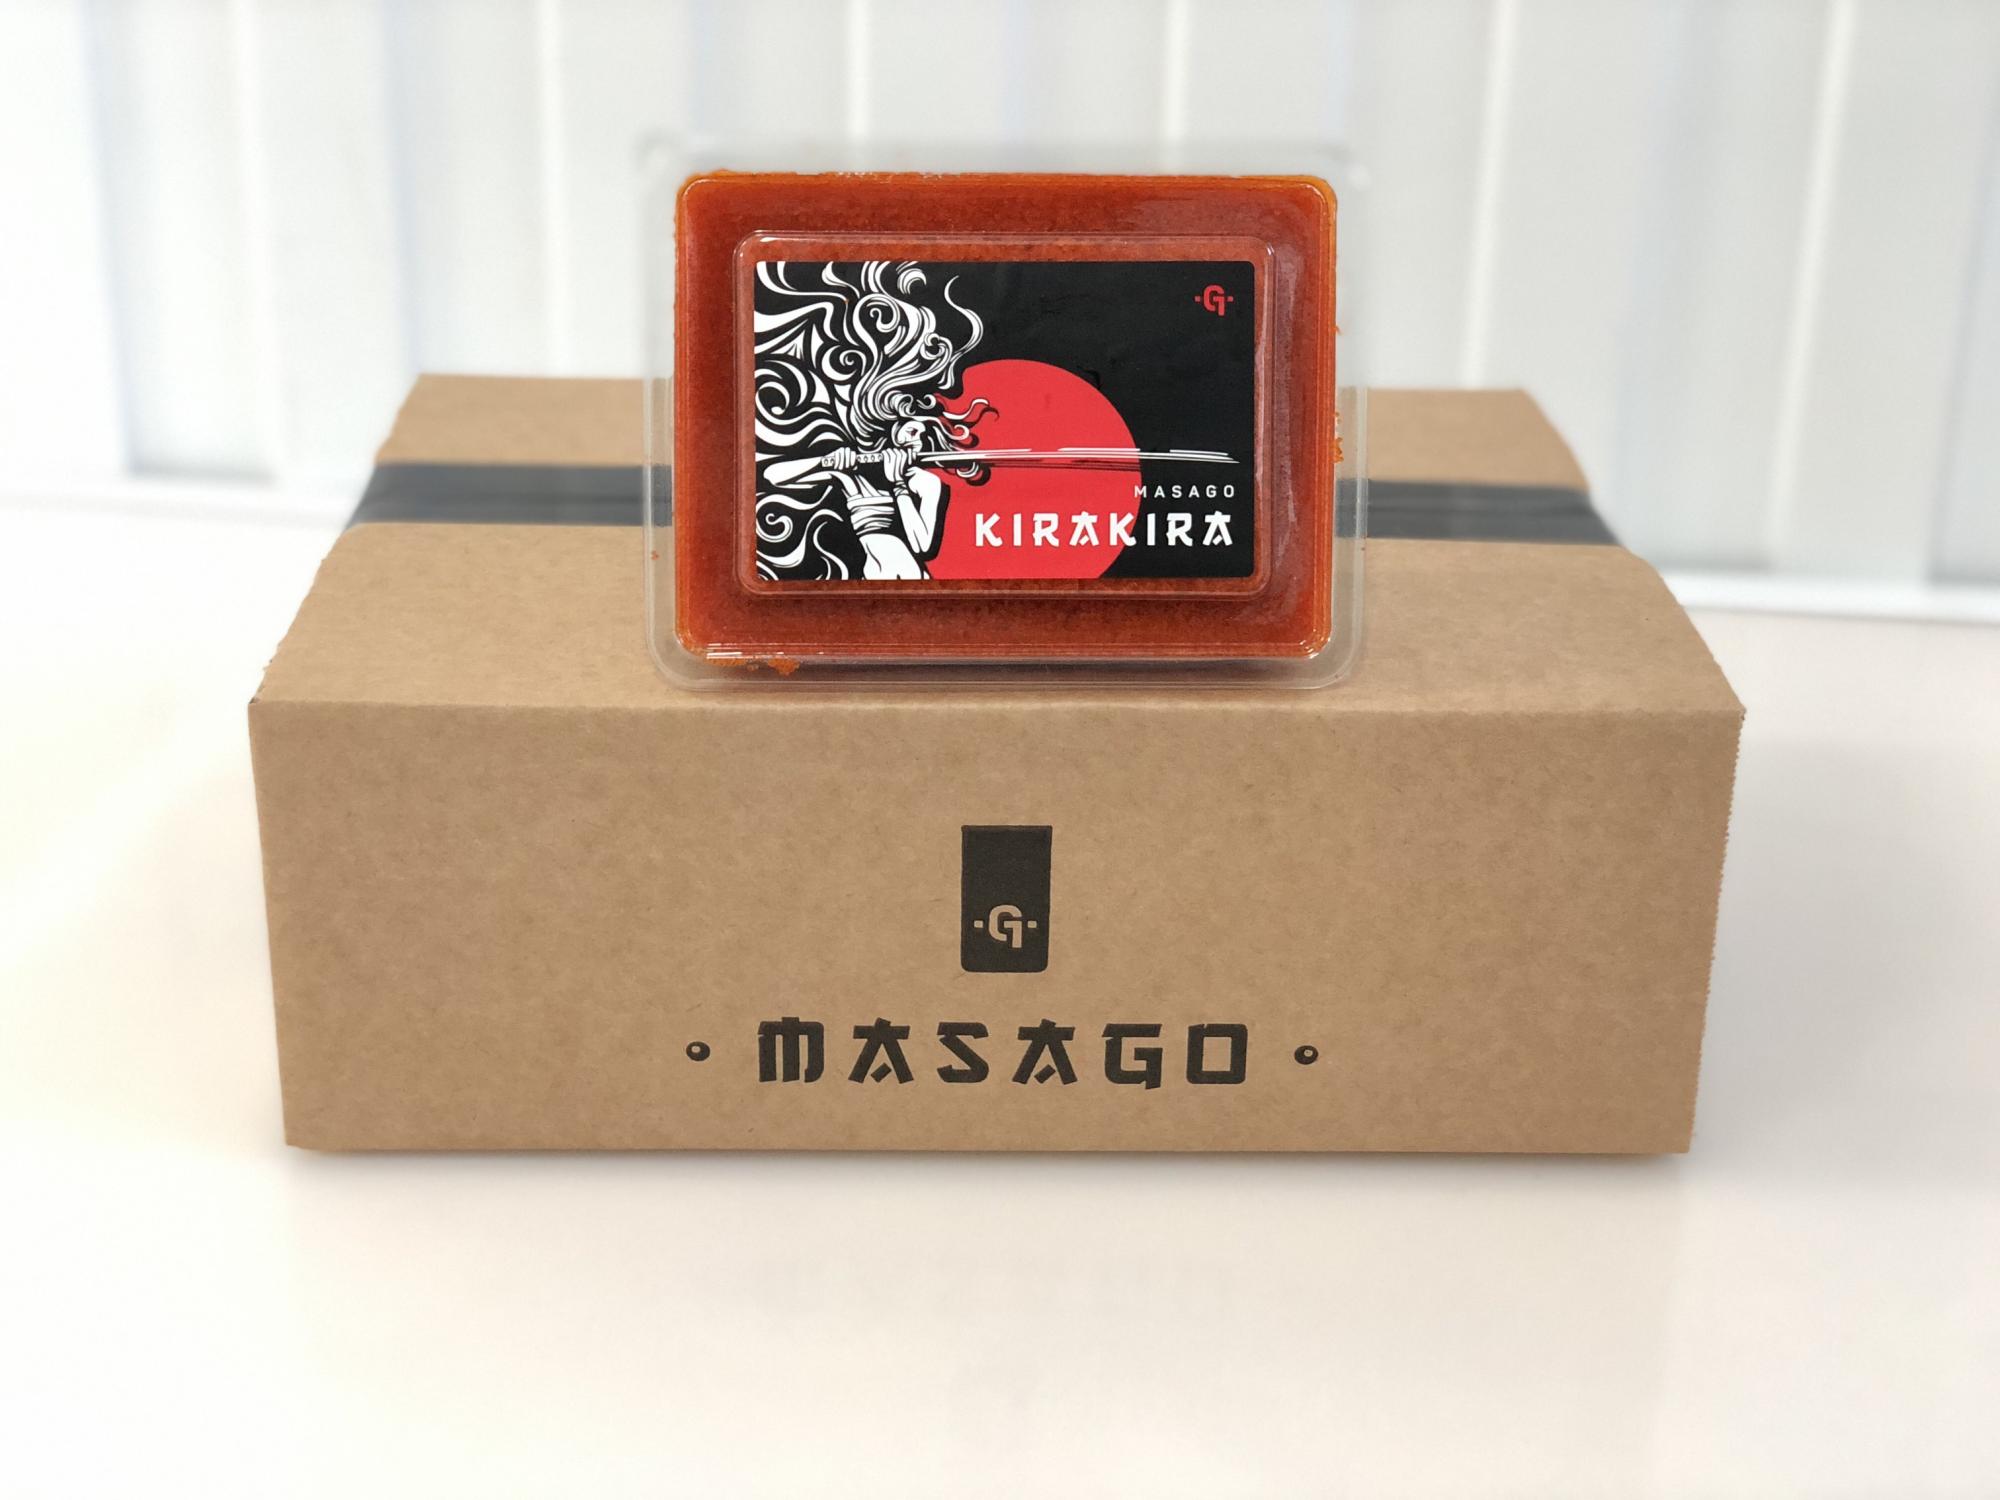 ·G·
MASAGO
KIRAKIRA
·G·
· MASAGO ·